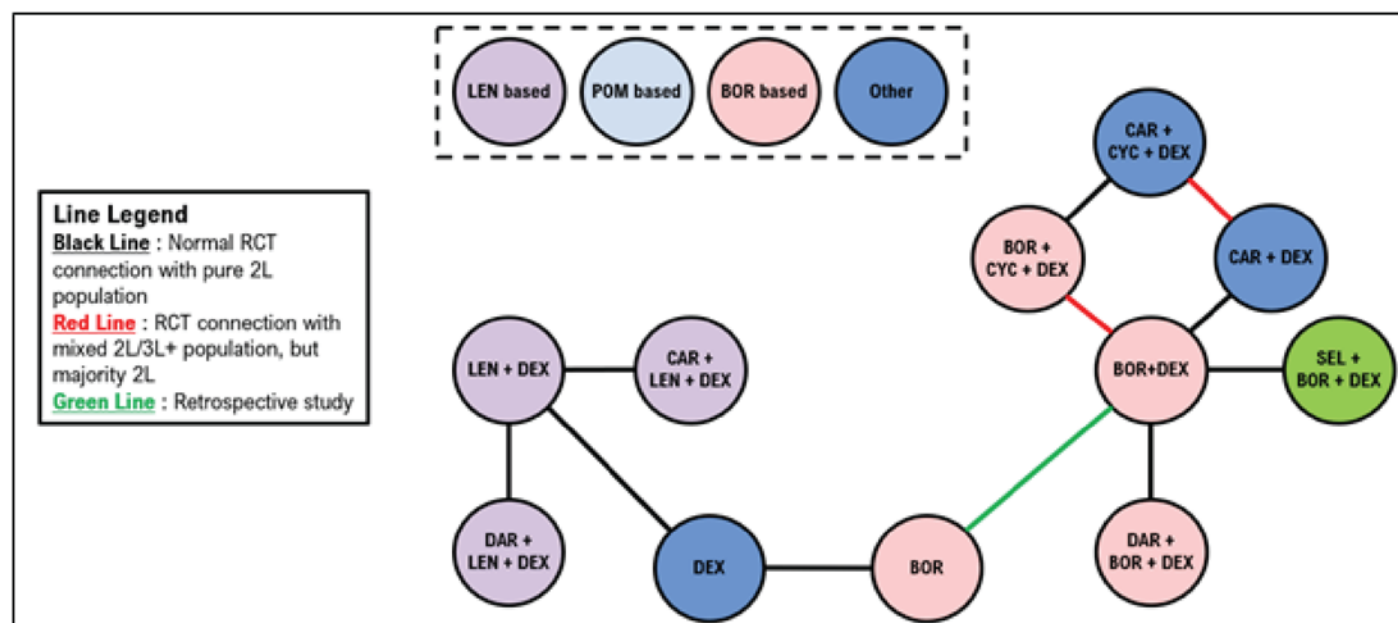 LEN based
POM based
BOR based
Other
CAR +
CYC + DEX
Line Legend
Black Line : Normal RCT
connection with pure 2L
population
Red Line : RCT connection with
mixed 2L/3L+ population, but
majority 2L
Green Line : Retrospective study
BOR +
CYC + DEX
CAR + DEX
LEN + DEX
CAR +
LEN + DEX
BOR+DEX
SEL +
BOR + DEX
DAR +
LEN + DEX
DEX
BOR
DAR +
BOR + DEX